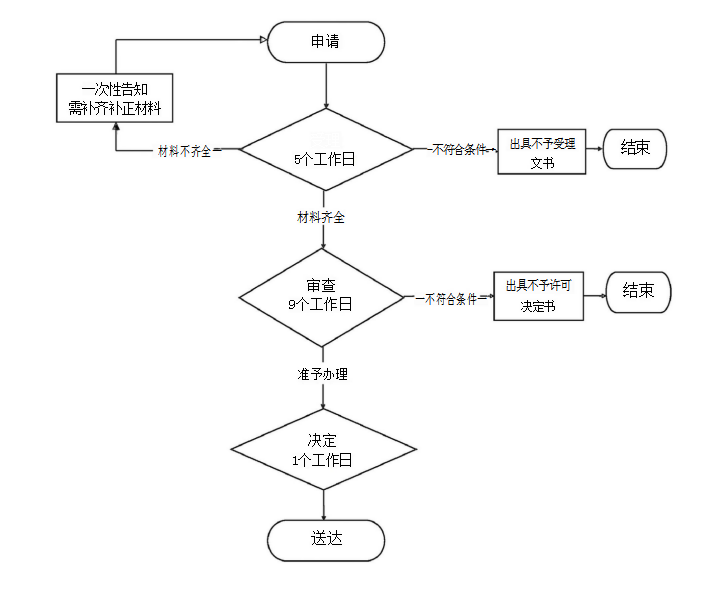 申请
一次性告知
需补齐补正材料
材料不齐全
5个工作日
不符合条件
出具不予受理
文书
结束
材料齐全
审查
9个工作日
不符合条件
出具不予许可
决定书
结束
准予办理
决定
1个工作日
送达